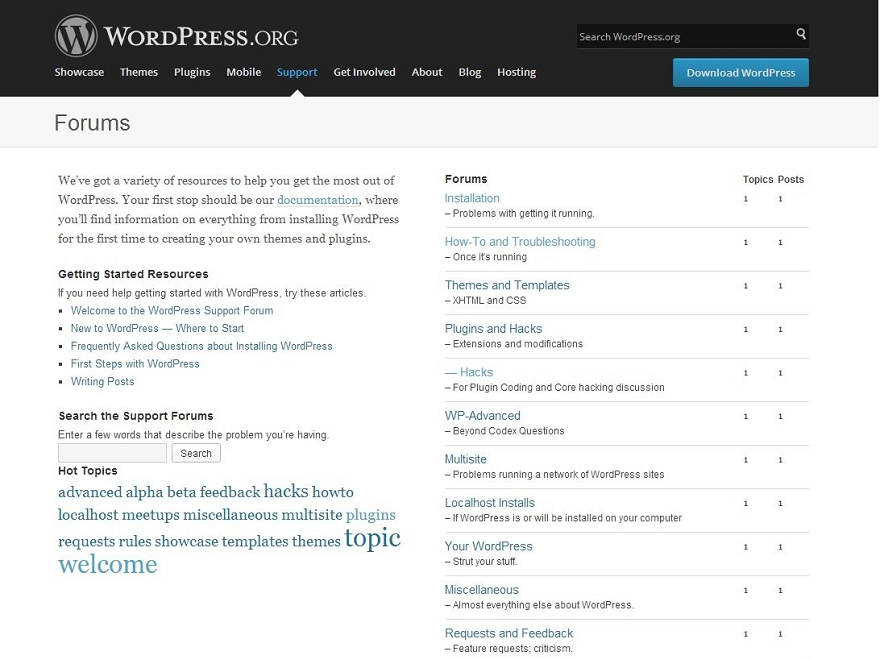 WORDPRESS.ORG
Search WordPress.org
Showcase Themes Plugins Mobile Support Get Involved About Blog Hosting
Download WordPress
Forums
We've got a variety of resources to help you get the most out of
WordPress. Your first stop should be our documentation, where
you'll find information on everything from installing WordPress
for the first time to creating your own themes and plugins.
Getting Started Resources
If you need help getting started with WordPress, try these articles.
Welcome to the WordPress Support Forum
New to WordPress — Where to Start
Frequently Asked Questions about Installing WordPress
First Steps with WordPress
Writing Posts
Search the Support Forums
Enter a few words that describe the problem you're having.
Search
Hot Topics
advanced alpha beta feedback hacks howto
localhost meetups miscellaneous multisite plugins
requests rules showcase templates themes topic
welcome
Forums Topics Posts
Installation 1 1
– Problems with getting it running.
How-To and Troubleshooting 1 1
– Once it's running
Themes and Templates 1 1
– XHTML and CSS
Plugins and Hacks 1 1
– Extensions and modifications
— Hacks 1 1
– For Plugin Coding and Core hacking discussion
WP-Advanced 1 1
– Beyond Codex Questions
Multisite 1 1
– Problems running a network of WordPress sites
Localhost Installs 1 1
– If WordPress is or will be installed on your computer
Your WordPress 1 1
– Strut your stuff.
Miscellaneous 1 1
– Almost everything else about WordPress.
Requests and Feedback 1 1
– Feature requests; criticism.